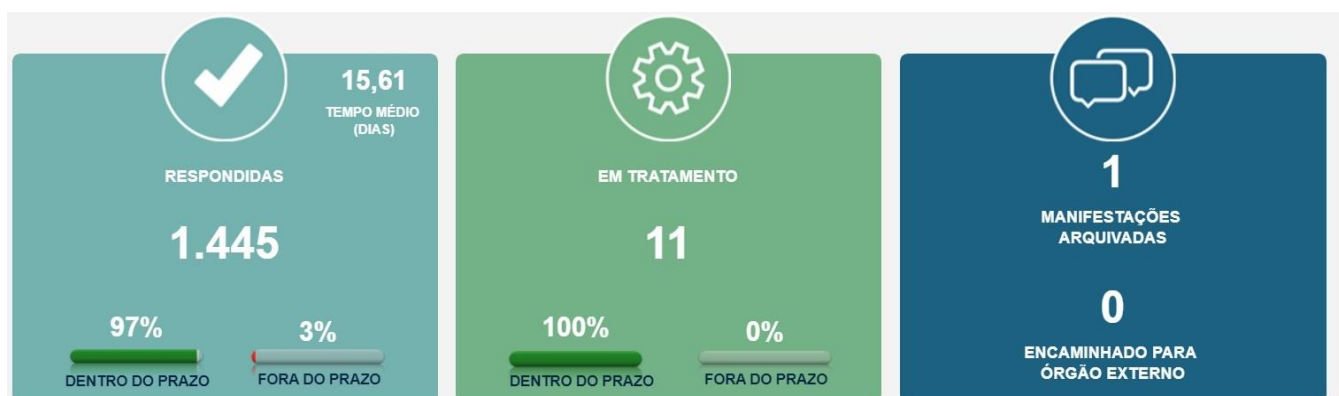 15,61
TEMPO MÉDIO
(DIAS)
RESPONDIDAS
1.445
97%
DENTRO DO PRAZO
3%
FORA DO PRAZO
EM TRATAMENTO
11
100%
DENTRO DO PRAZO
0%
FORA DO PRAZO
1
MANIFESTAÇÕES
ARQUIVADAS
0
ENCAMINHADO PARA
ÓRGÃO EXTERNO